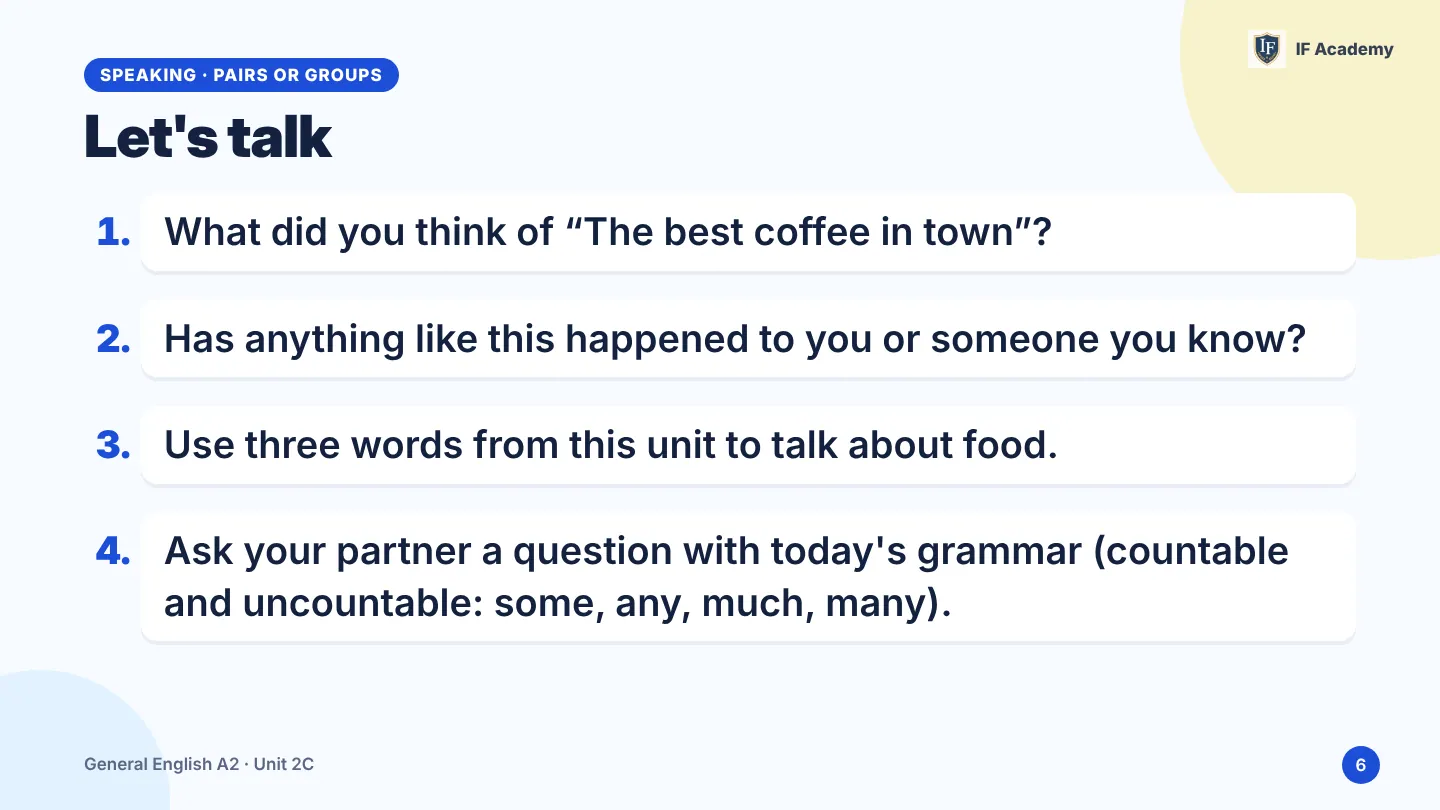 IF
IF Academy
SPEAKING · PAIRS OR GROUPS
Let's talk
1. What did you think of “The best coffee in town”?
2. Has anything like this happened to you or someone you know?
3. Use three words from this unit to talk about food.
4. Ask your partner a question with today's grammar (countable
and uncountable: some, any, much, many).
General English A2 · Unit 2C
6